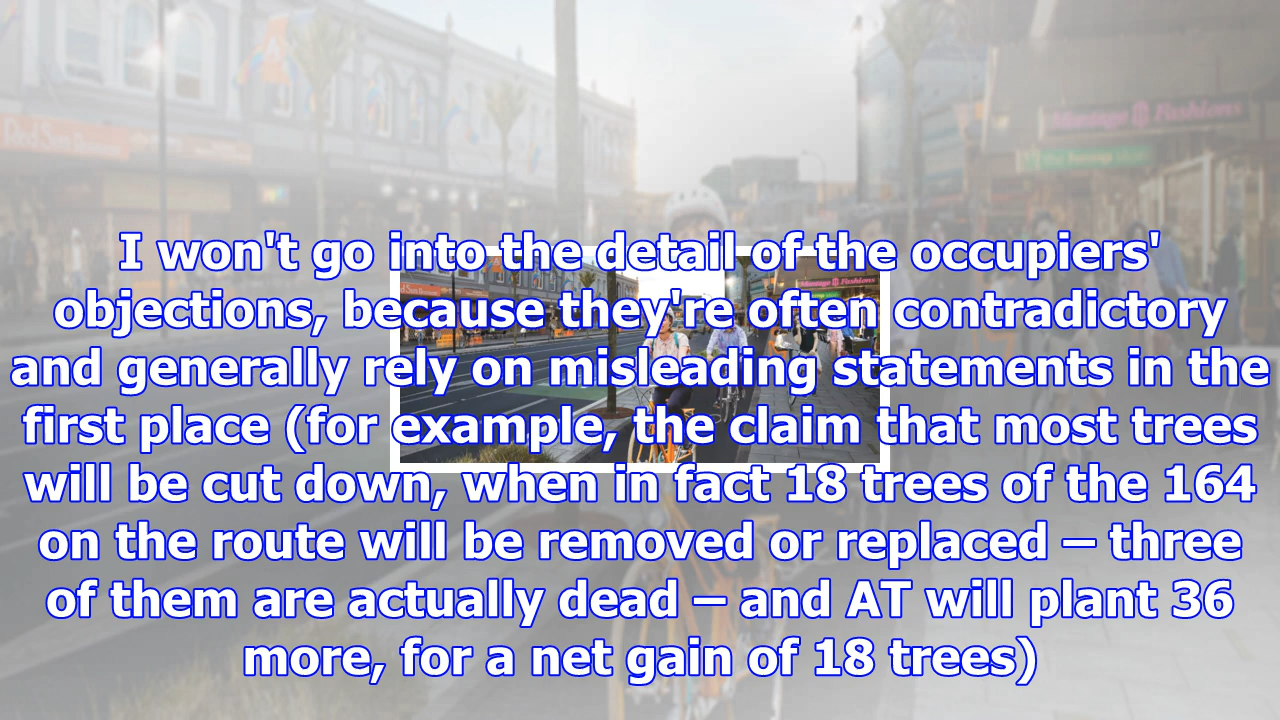 Menage Fashions
I won't go into the detail of the occupiers'
objections, because they're often contradictory
and generally rely on misleading statements in the
first place (for example, the claim that most trees
will be cut down, when in fact 18 trees of the 164
on the route will be removed or replaced – three
of them are actually dead – and AT will plant 36
more, for a net gain of 18 trees)